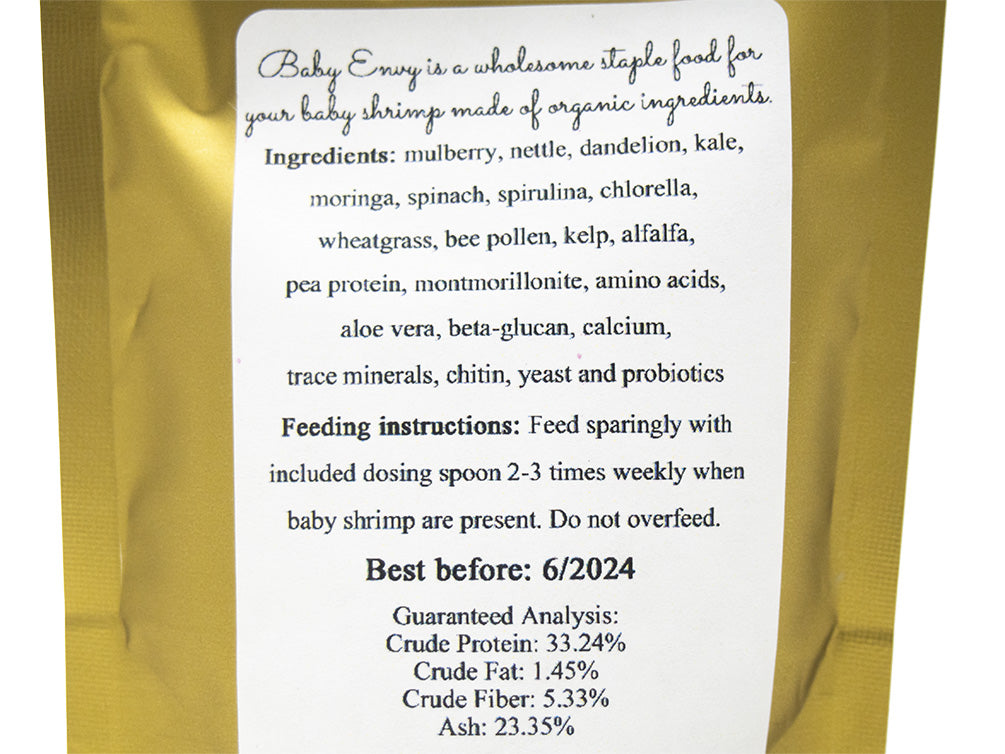 Baby Envy is a wholesome staple food for
your baby shrimp made of organic ingredients.
Ingredients: mulberry, nettle, dandelion, kale,
moringa, spinach, spirulina, chlorella,
wheatgrass, bee pollen, kelp, alfalfa,
pea protein, montmorillonite, amino acids,
aloe vera, beta-glucan, calcium,
trace minerals, chitin, yeast and probiotics
Feeding instructions: Feed sparingly with
included dosing spoon 2-3 times weekly when
baby shrimp are present. Do not overfeed.
Best before: 6/2024
Guaranteed Analysis:
Crude Protein: 33.24%
Crude Fat: 1.45%
Crude Fiber: 5.33%
Ash: 23.35%